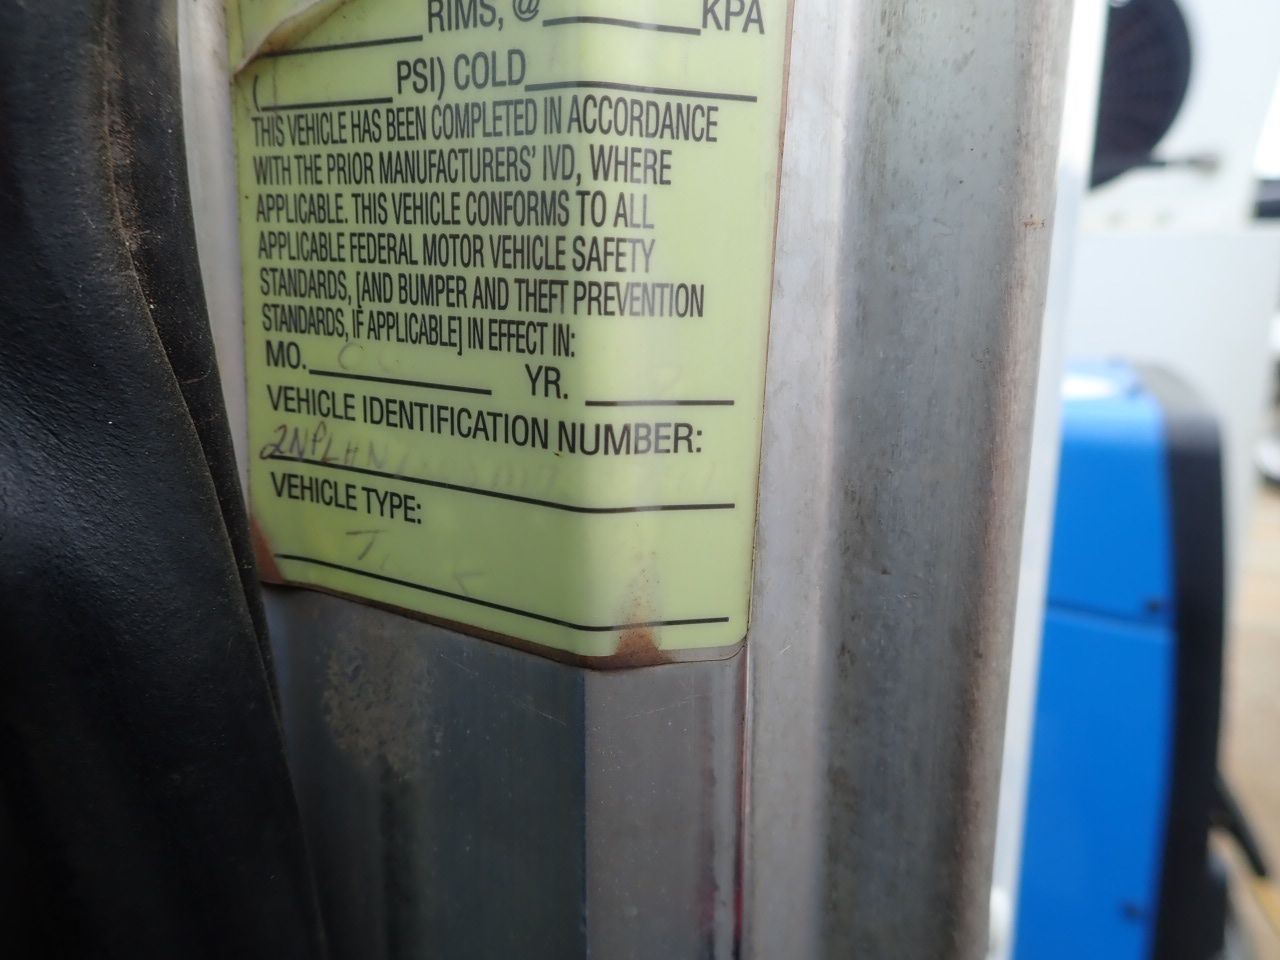 RIMS, @ KPA
( PSI) COLD
THIS VEHICLE HAS BEEN COMPLETED IN ACCORDANCE
WITH THE PRIOR MANUFACTURERS' IVD, WHERE
APPLICABLE. THIS VEHICLE CONFORMS TO ALL
APPLICABLE FEDERAL MOTOR VEHICLE SAFETY
STANDARDS, [AND BUMPER AND THEFT PREVENTION
STANDARDS, IF APPLICABLE] IN EFFECT IN:
MO. YR.
VEHICLE IDENTIFICATION NUMBER:
2NPLHN
VEHICLE TYPE: